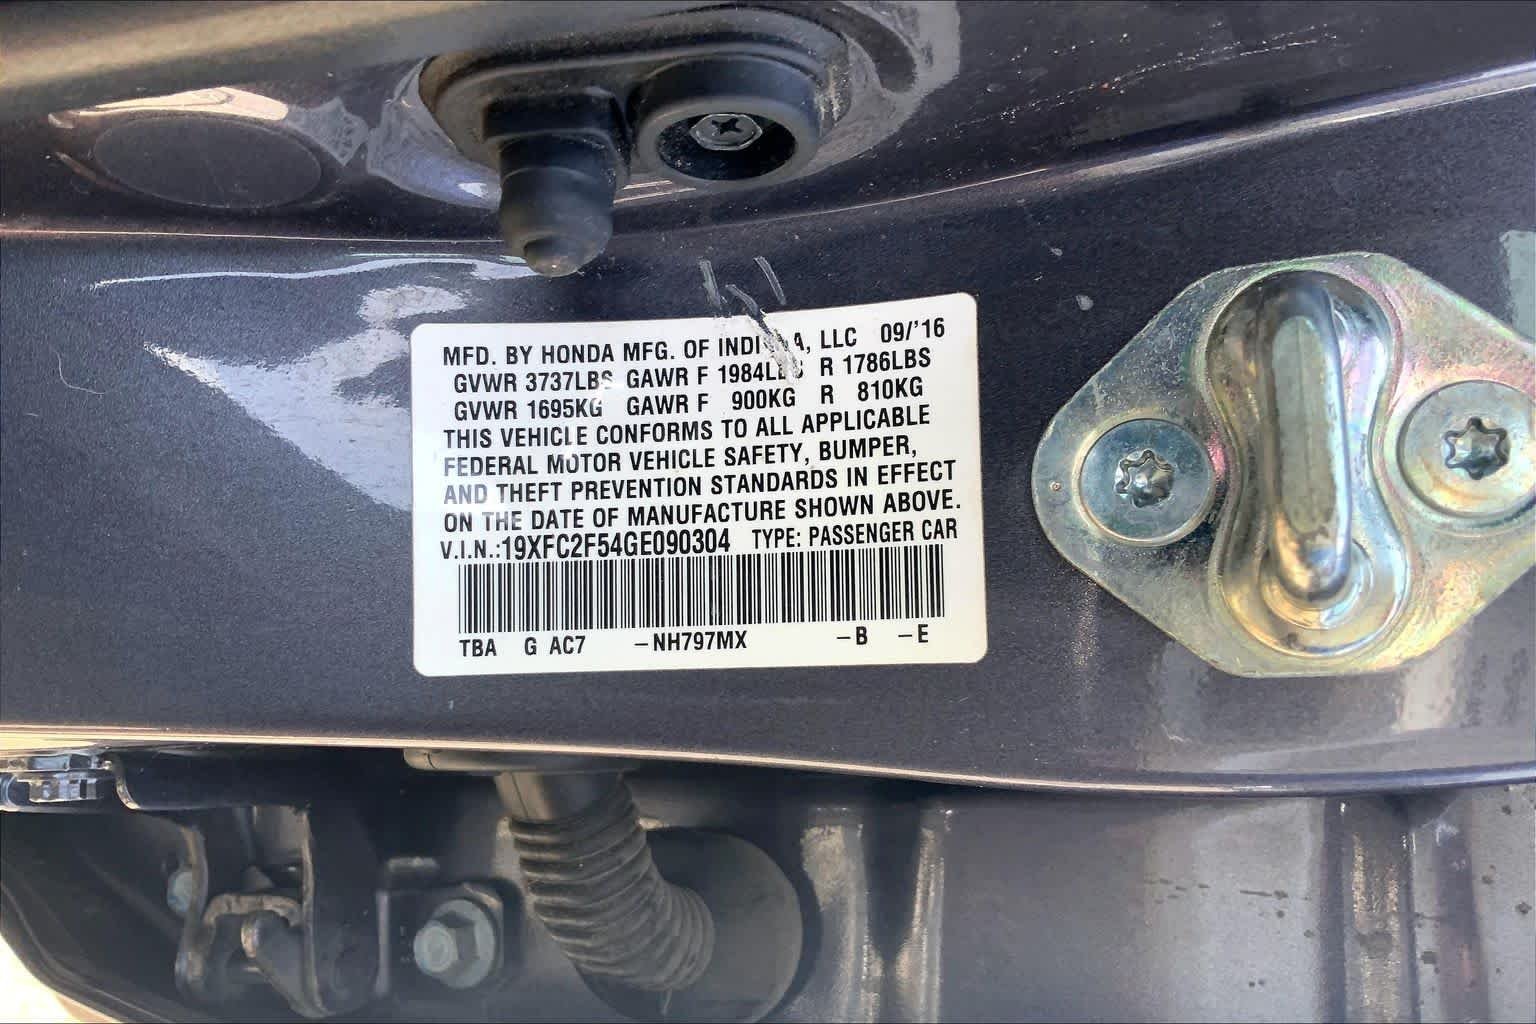 MFD. BY HONDA MFG. OF INDIANA, LLC 09/'16
GVWR 3737LBS GAWR F 1984LBS R 1786LBS
GVWR 1695KG GAWR F 900KG R 810KG
THIS VEHICLE CONFORMS TO ALL APPLICABLE
FEDERAL MOTOR VEHICLE SAFETY, BUMPER,
AND THEFT PREVENTION STANDARDS IN EFFECT
ON THE DATE OF MANUFACTURE SHOWN ABOVE.
V.I.N.:19XFC2F54GE090304 TYPE: PASSENGER CAR
TBA G AC7 –NH797MX –B –E